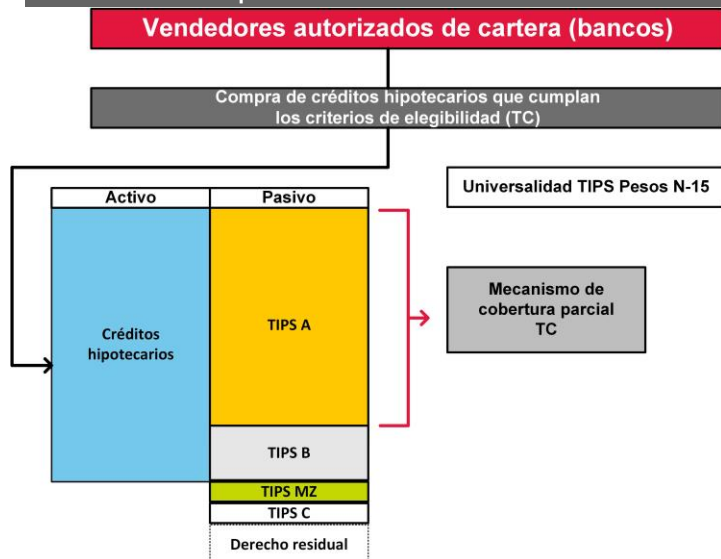 Vendedores autorizados de cartera (bancos)
Compra de créditos hipotecarios que cumplan
los criterios de elegibilidad (TC)
Universalidad TIPS Pesos N-15
Activo
Pasivo
Créditos
hipotecarios
TIPS A
Mecanismo de
cobertura parcial
TC
TIPS B
TIPS MZ
TIPS C
Derecho residual